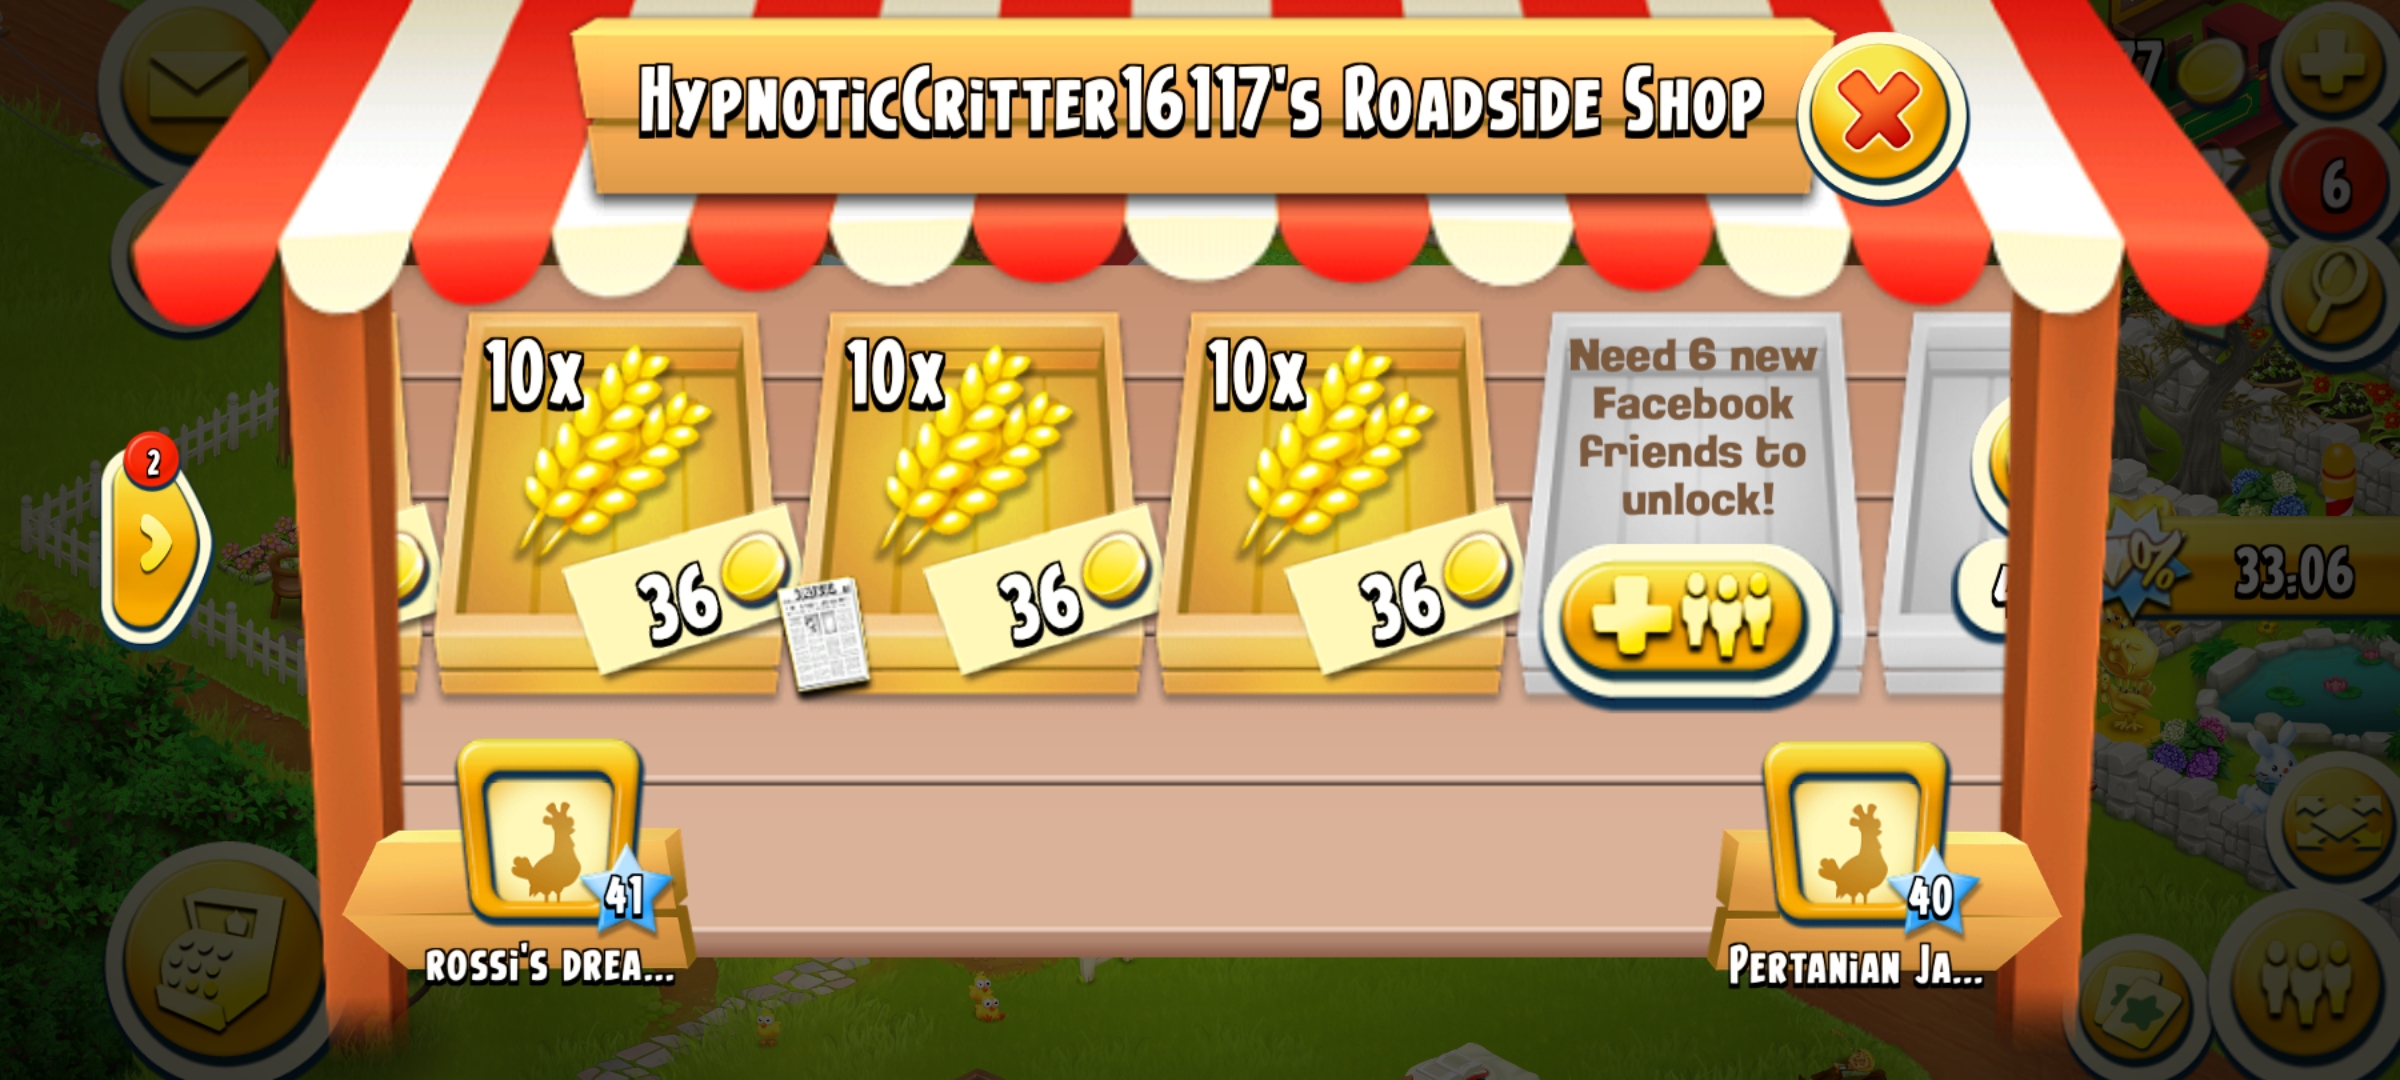 HypnoticCritter16117's Roadside Shop
6
10x
10x
10x
Need 6 new
Facebook
friends to
unlock!
2
36
36
36
33:06
41
40
Rossi's Drea...
Pertanian Ja...